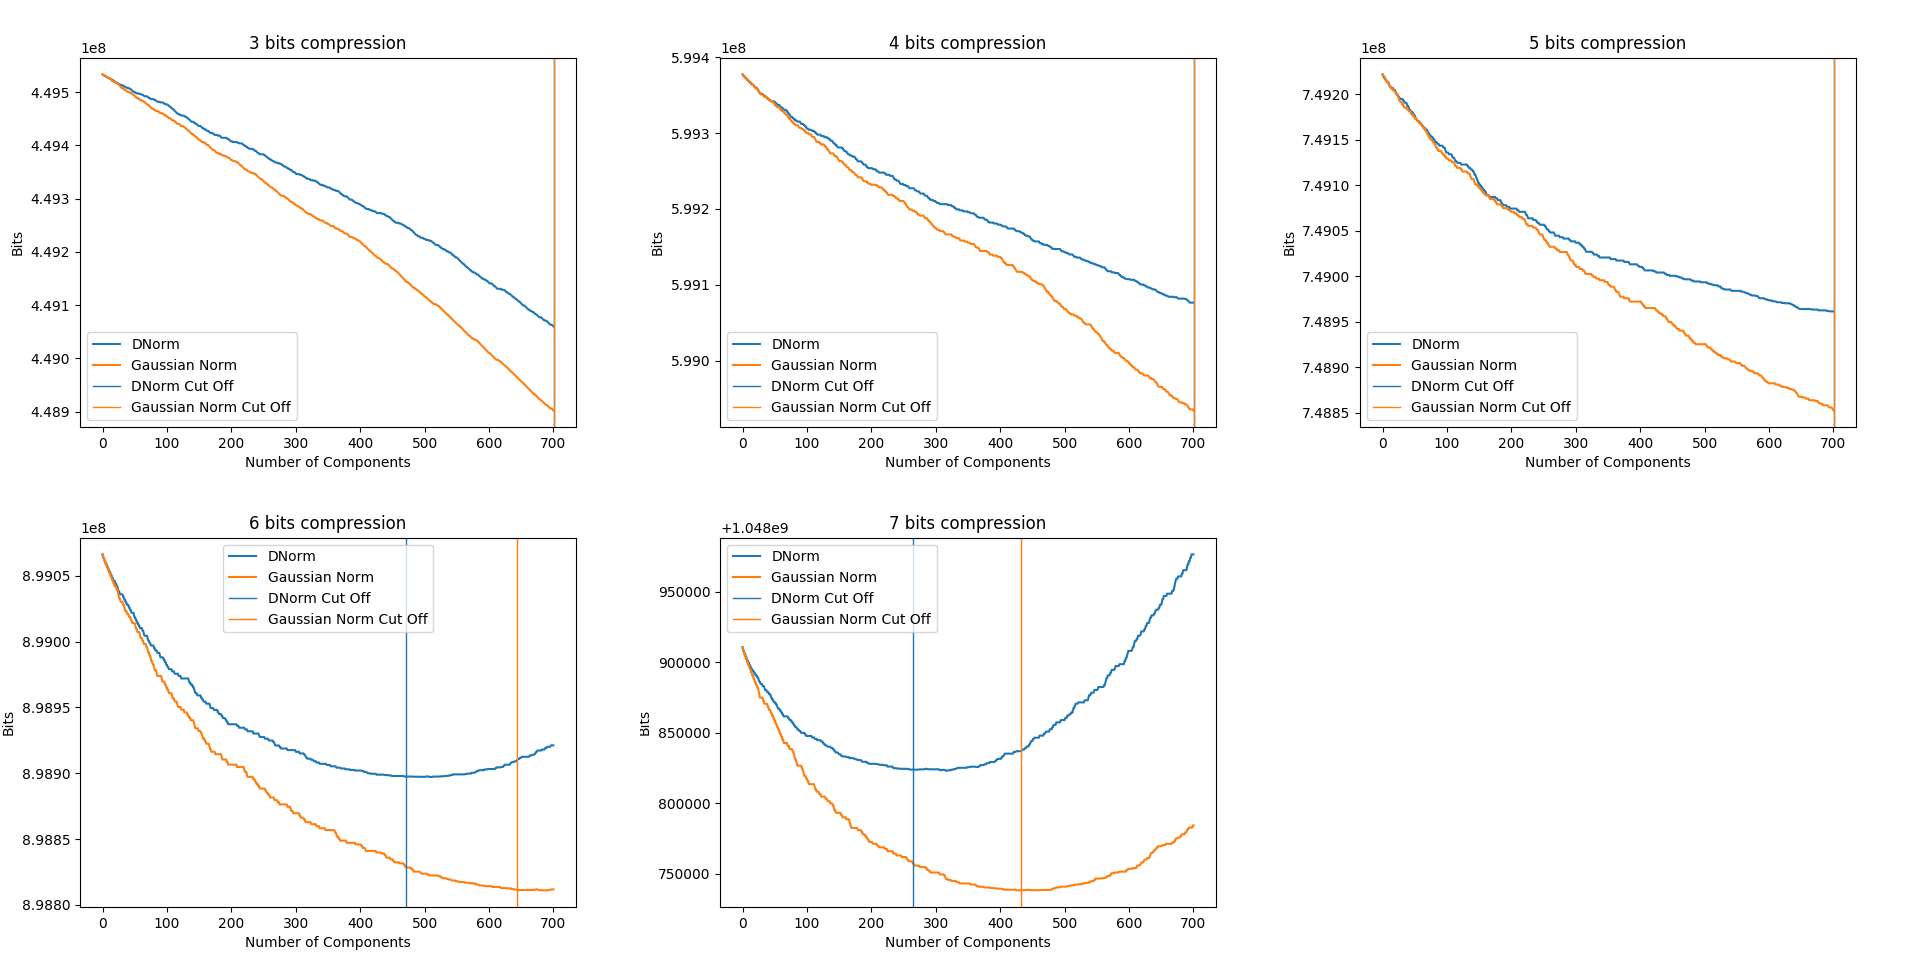 3 bits compression
1e8
4.495
4.494
4.493
4.492
4.491
4.490
4.489
Bits
DNorm
Gaussian Norm
DNorm Cut Off
Gaussian Norm Cut Off
0 100 200 300 400 500 600 700
Number of Components
4 bits compression
1e8
5.994
5.993
5.992
5.991
5.990
Bits
DNorm
Gaussian Norm
DNorm Cut Off
Gaussian Norm Cut Off
0 100 200 300 400 500 600 700
Number of Components
5 bits compression
1e8
7.4920
7.4915
7.4910
7.4905
7.4900
7.4895
7.4890
7.4885
Bits
DNorm
Gaussian Norm
DNorm Cut Off
Gaussian Norm Cut Off
0 100 200 300 400 500 600 700
Number of Components
6 bits compression
1e8
8.9905
8.9900
8.9895
8.9890
8.9885
8.9880
Bits
DNorm
Gaussian Norm
DNorm Cut Off
Gaussian Norm Cut Off
0 100 200 300 400 500 600 700
Number of Components
7 bits compression
+1.048e9
950000
900000
850000
800000
750000
Bits
DNorm
Gaussian Norm
DNorm Cut Off
Gaussian Norm Cut Off
0 100 200 300 400 500 600 700
Number of Components